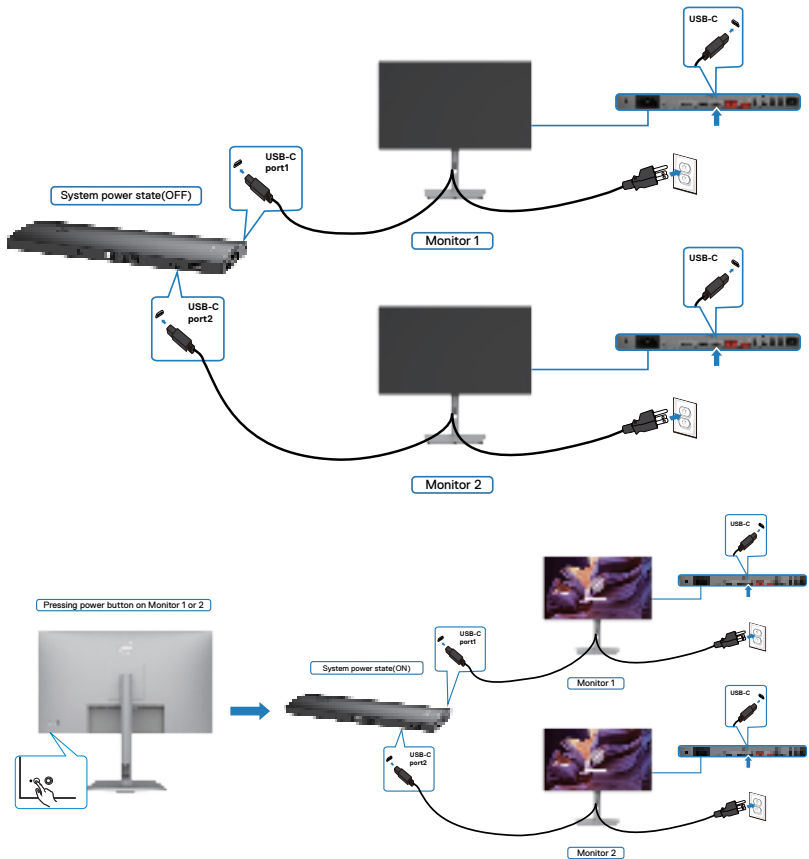 USB-C
USB-C
port1
System power state(OFF)
Monitor 1
USB-C
USB-C
port2
Monitor 2
USB-C
Pressing power button on Monitor 1 or 2
USB-C
port1
System power state(ON)
Monitor 1
USB-C
USB-C
port2
Monitor 2